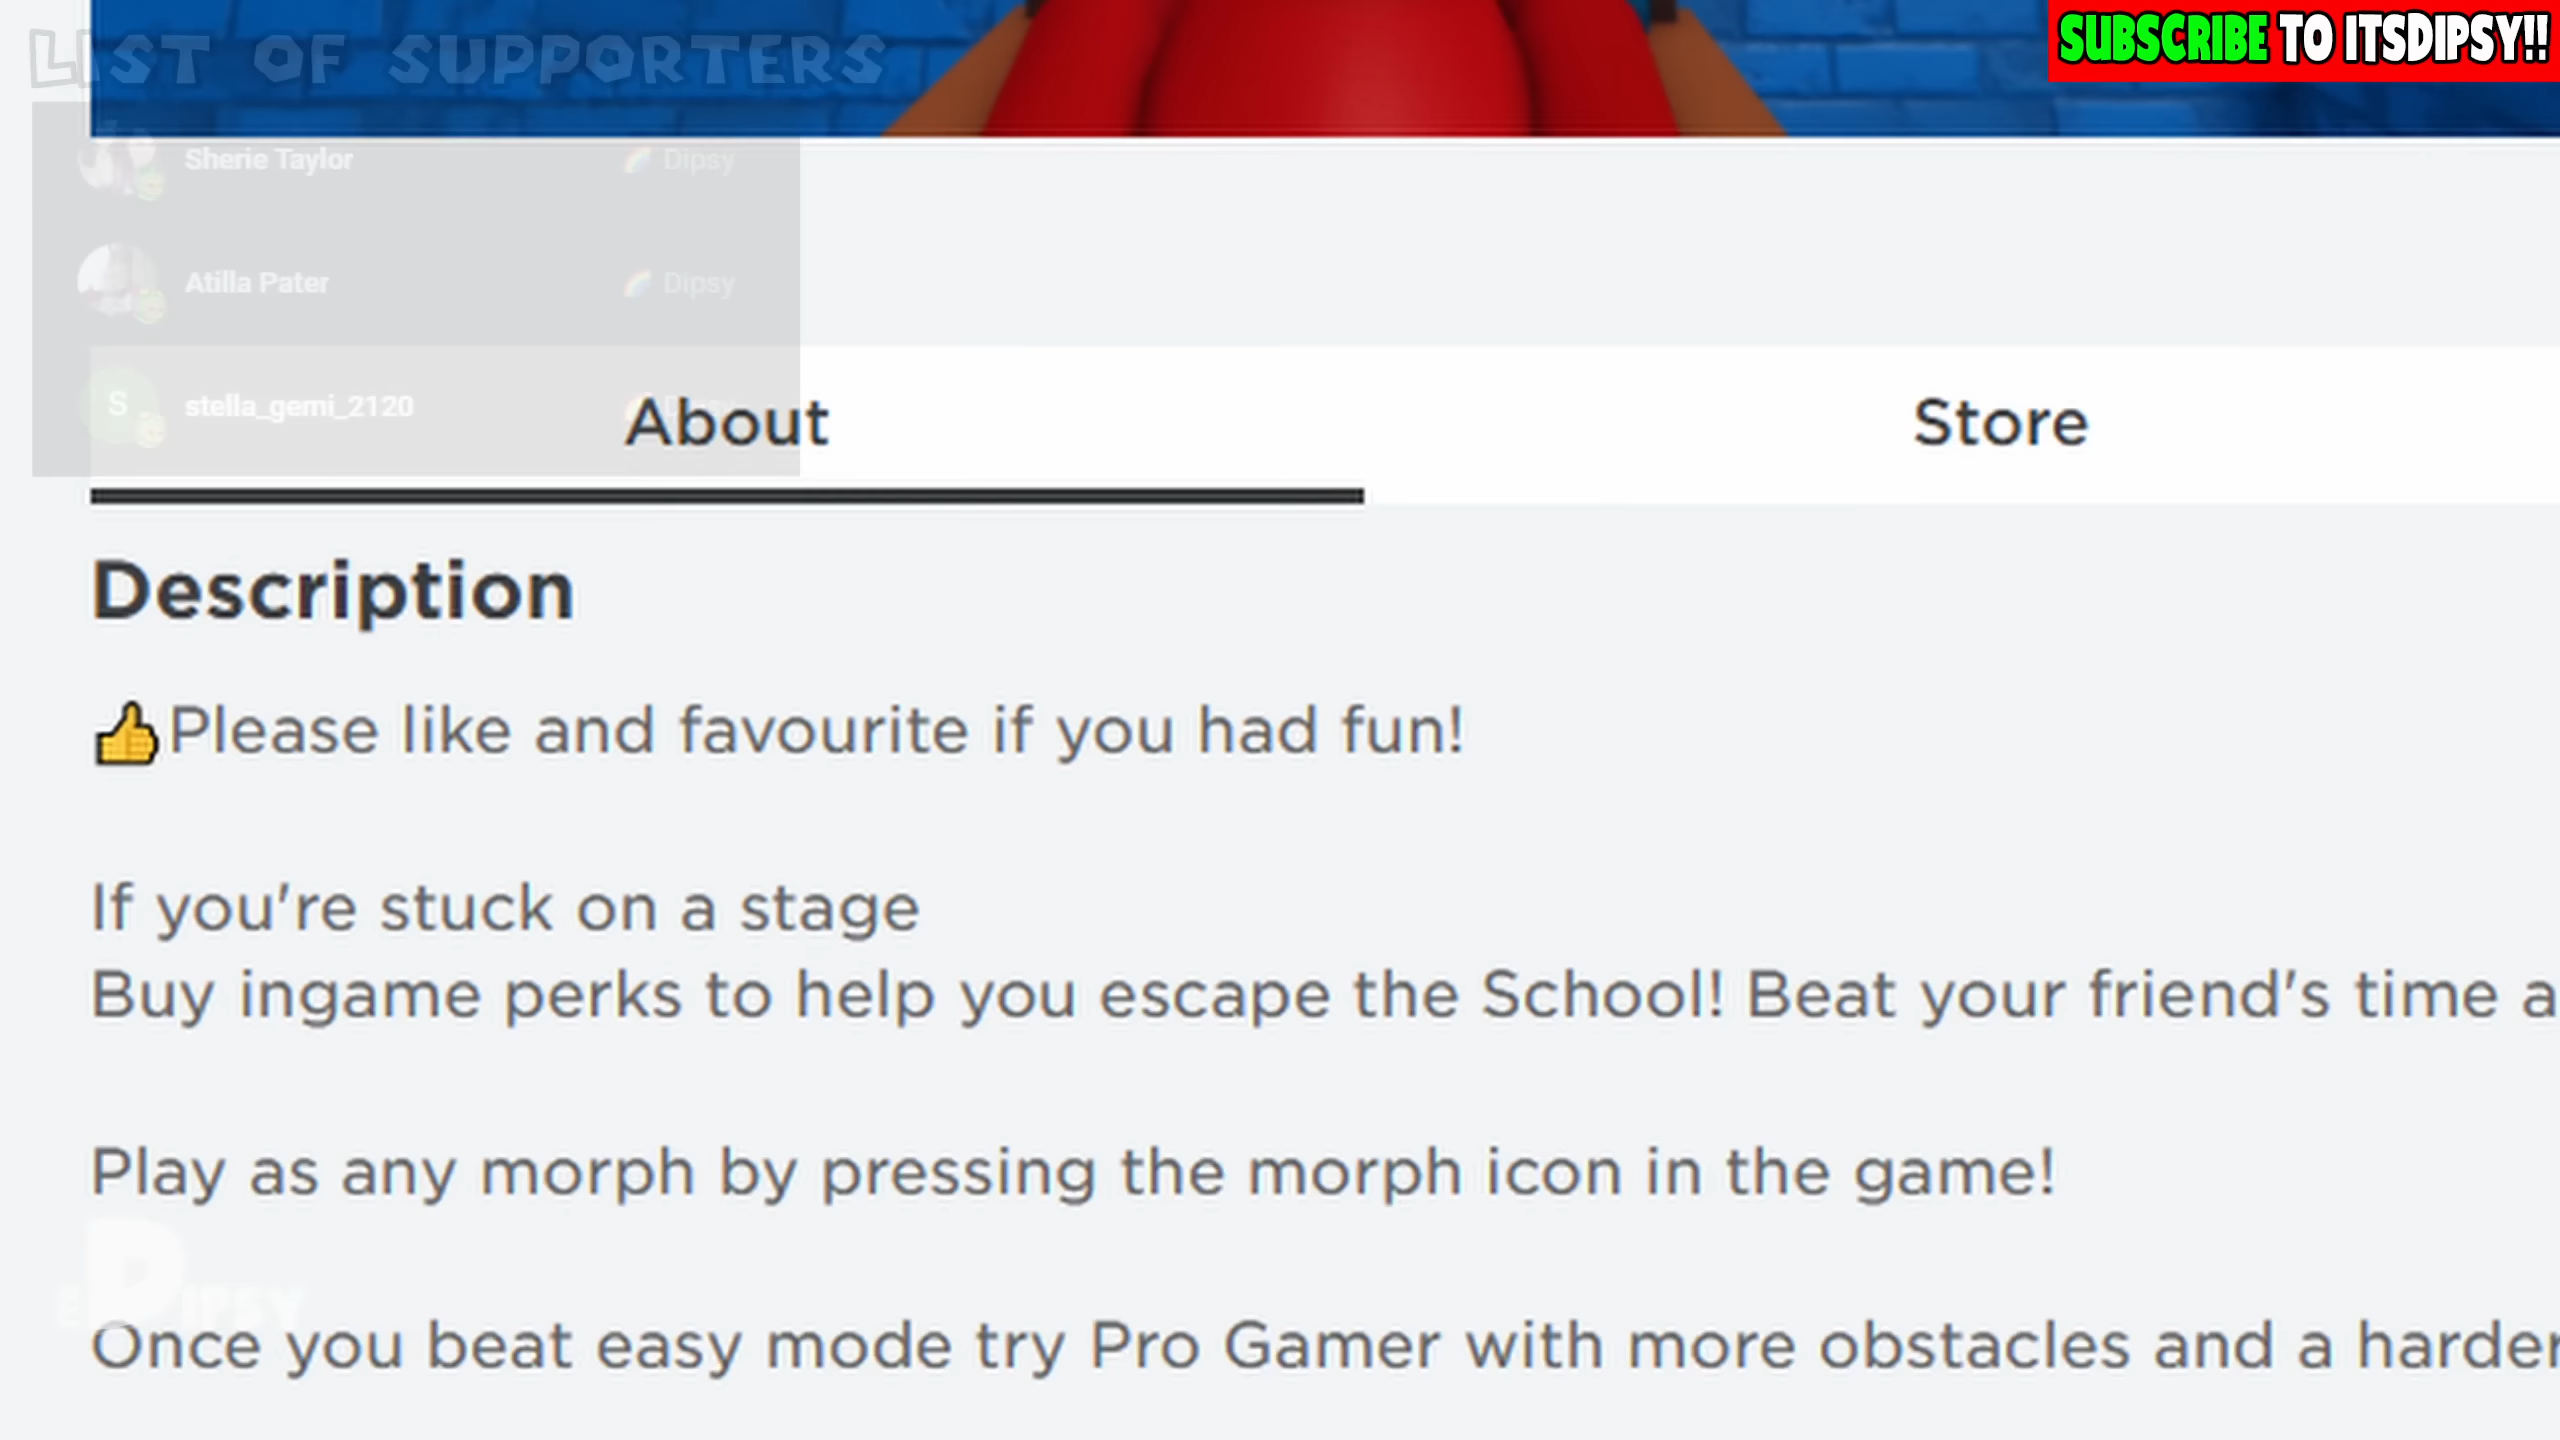 LIST OF SUPPORTERS
SUBSCRIBE TO ITSDIPSY!!
Sherie Taylor Dipsy
Atilla Pater Dipsy
S stella_gemi_2120 Dipsy
About Store
Description
👍Please like and favourite if you had fun!
If you're stuck on a stage
Buy ingame perks to help you escape the School! Beat your friend's time a
Play as any morph by pressing the morph icon in the game!
DIPSY
Once you beat easy mode try Pro Gamer with more obstacles and a harder